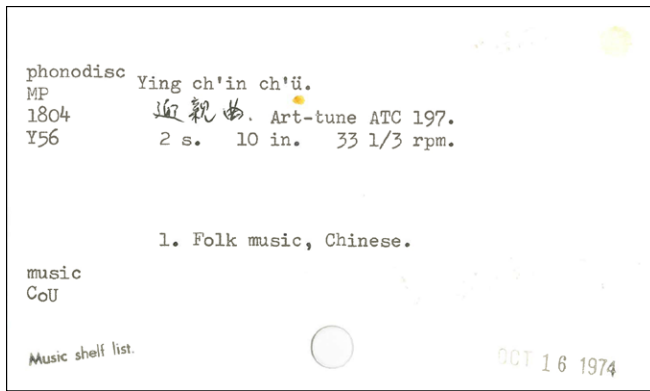 phonodisc Ying ch'in ch'ü.
MP
1804 迎親曲. Art-tune ATC 197.
Y56 2 s. 10 in. 33 1/3 rpm.
1. Folk music, Chinese.
music
CoU
Music shelf list.
OCT 16 1974